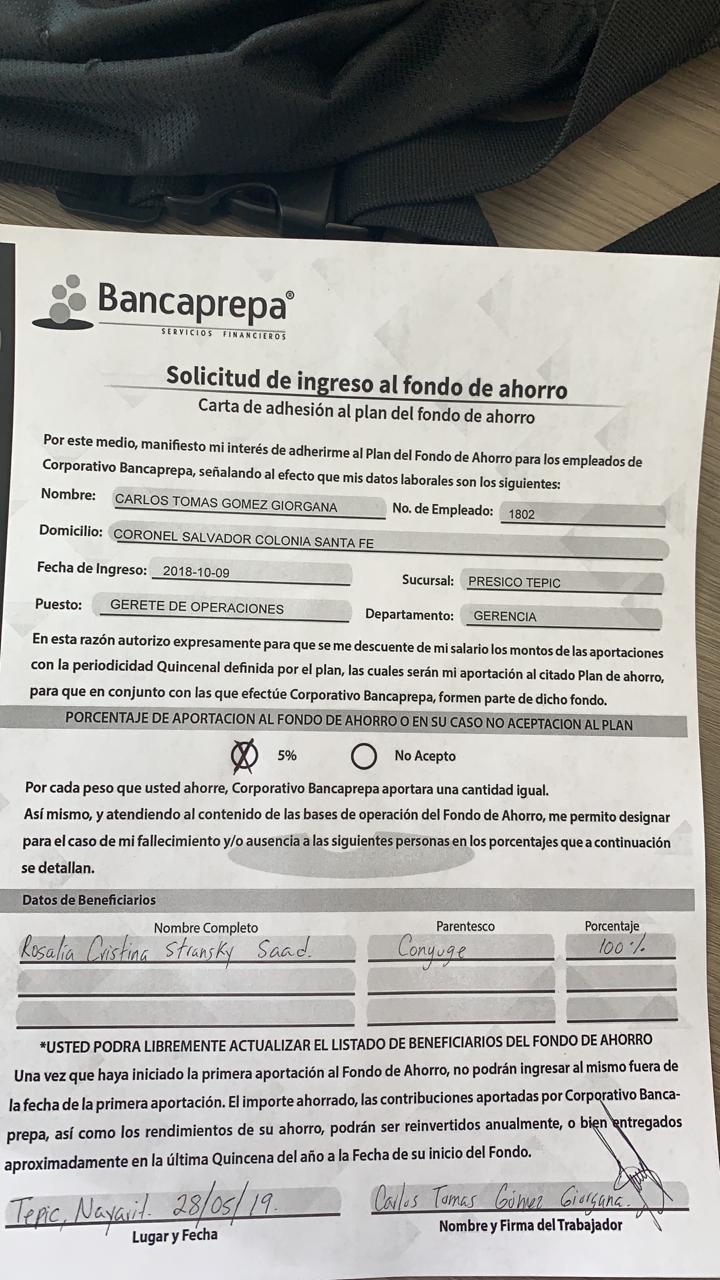 Bancaprepa®
SERVICIOS FINANCIEROS
Solicitud de ingreso al fondo de ahorro
Carta de adhesión al plan del fondo de ahorro
Por este medio, manifiesto mi interés de adherirme al Plan del Fondo de Ahorro para los empleados de
Corporativo Bancaprepa, señalando al efecto que mis datos laborales son los siguientes:
Nombre: CARLOS TOMAS GOMEZ GIORGANA No. de Empleado: 1802
Domicilio: CORONEL SALVADOR COLONIA SANTA FE
Fecha de Ingreso: 2018-10-09 Sucursal: PRESICO TEPIC
Puesto: GERETE DE OPERACIONES Departamento: GERENCIA
En esta razón autorizo expresamente para que se me descuente de mi salario los montos de las aportaciones
con la periodicidad Quincenal definida por el plan, las cuales serán mi aportación al citado Plan de ahorro,
para que en conjunto con las que efectúe Corporativo Bancaprepa, formen parte de dicho fondo.
PORCENTAJE DE APORTACION AL FONDO DE AHORRO O EN SU CASO NO ACEPTACION AL PLAN
X 5% No Acepto
Por cada peso que usted ahorre, Corporativo Bancaprepa aportara una cantidad igual.
Así mismo, y atendiendo al contenido de las bases de operación del Fondo de Ahorro, me permito designar
para el caso de mi fallecimiento y/o ausencia a las siguientes personas en los porcentajes que a continuación
se detallan.
Datos de Beneficiarios
Nombre Completo Parentesco Porcentaje
Rosalía Cristina Stransky Saad. Conyuge 100%
*USTED PODRA LIBREMENTE ACTUALIZAR EL LISTADO DE BENEFICIARIOS DEL FONDO DE AHORRO
Una vez que haya iniciado la primera aportación al Fondo de Ahorro, no podrán ingresar al mismo fuera de
la fecha de la primera aportación. El importe ahorrado, las contribuciones aportadas por Corporativo Banca-
prepa, así como los rendimientos de su ahorro, podrán ser reinvertidos anualmente, o bien entregados
aproximadamente en la última Quincena del año a la Fecha de su inicio del Fondo.
Tepic, Nayarit. 28/05/19. Carlos Tomas Gómez Giorgana.
Lugar y Fecha Nombre y Firma del Trabajador